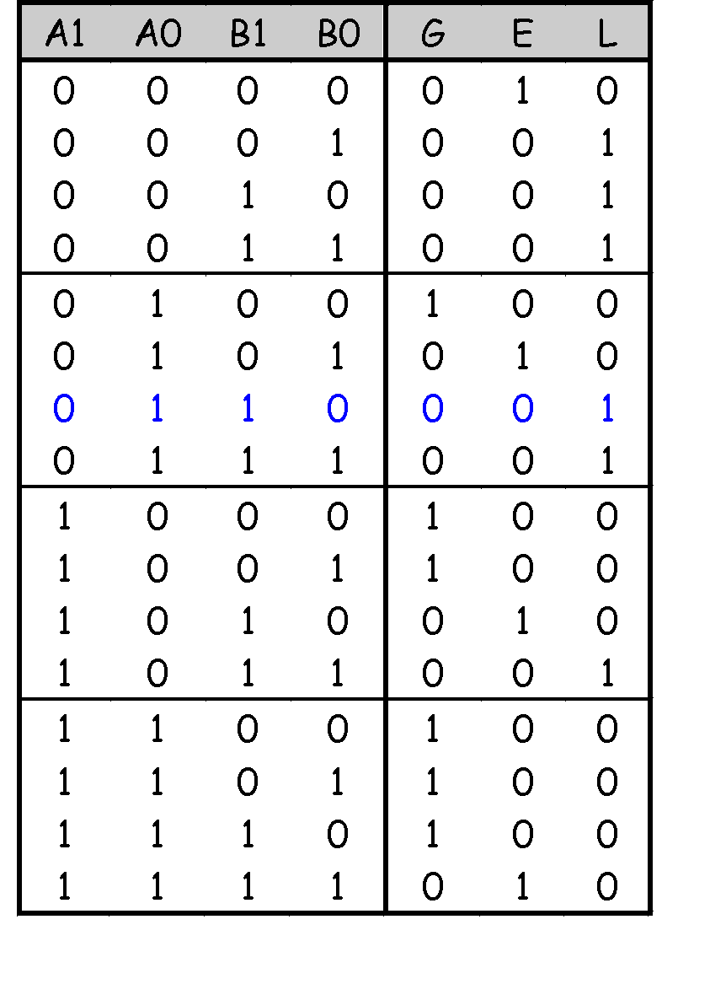 A1 A0 B1 B0 G E L
0 0 0 0 0 1 0
0 0 0 1 0 0 1
0 0 1 0 0 0 1
0 0 1 1 0 0 1
0 1 0 0 1 0 0
0 1 0 1 0 1 0
0 1 1 0 0 0 1
0 1 1 1 0 0 1
1 0 0 0 1 0 0
1 0 0 1 1 0 0
1 0 1 0 0 1 0
1 0 1 1 0 0 1
1 1 0 0 1 0 0
1 1 0 1 1 0 0
1 1 1 0 1 0 0
1 1 1 1 0 1 0